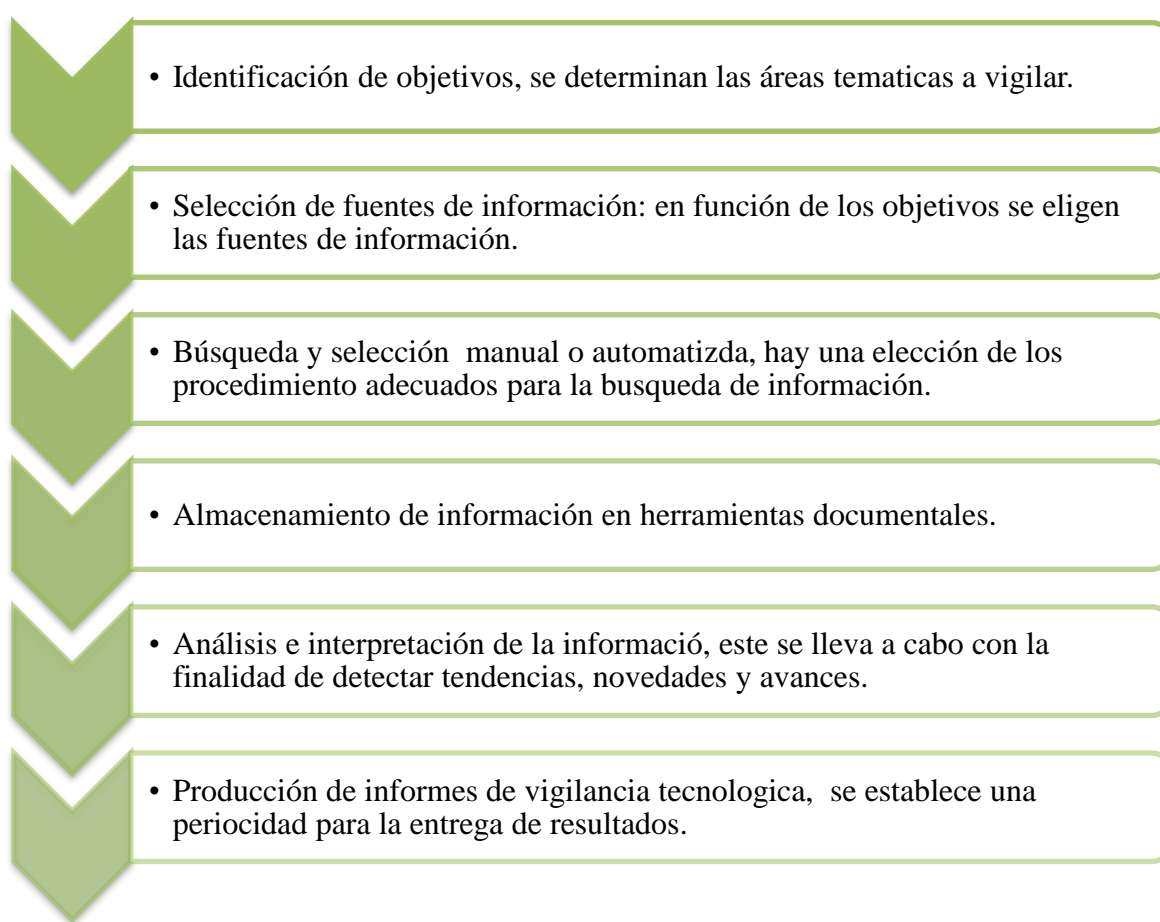 • Identificación de objetivos, se determinan las áreas tematicas a vigilar.
• Selección de fuentes de información: en función de los objetivos se eligen
las fuentes de información.
• Búsqueda y selección  manual o automatizda, hay una elección de los
procedimiento adecuados para la busqueda de información.
• Almacenamiento de información en herramientas documentales.
• Análisis e interpretación de la informació, este se lleva a cabo con la
finalidad de detectar tendencias, novedades y avances.
• Producción de informes de vigilancia tecnologica,  se establece una
periocidad para la entrega de resultados.